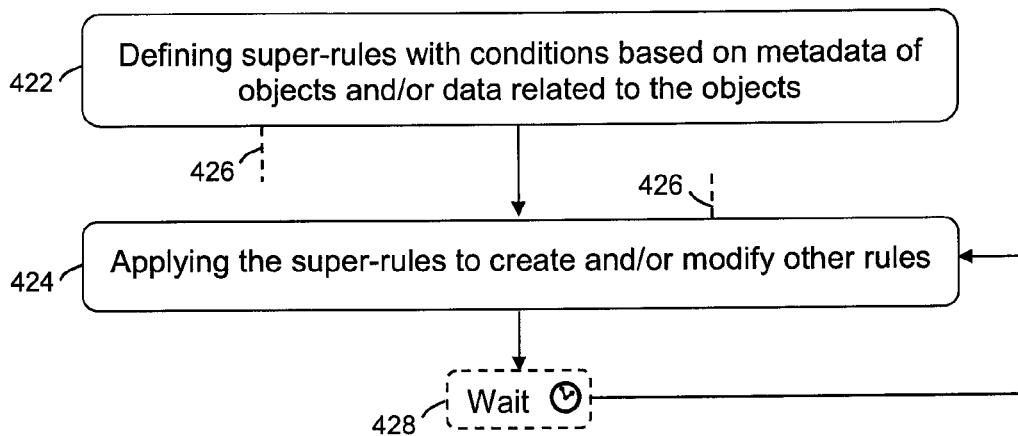 Defining super-rules with conditions based on metadata of
objects and/or data related to the objects
422
426
426
Applying the super-rules to create and/or modify other rules
424
Wait
428